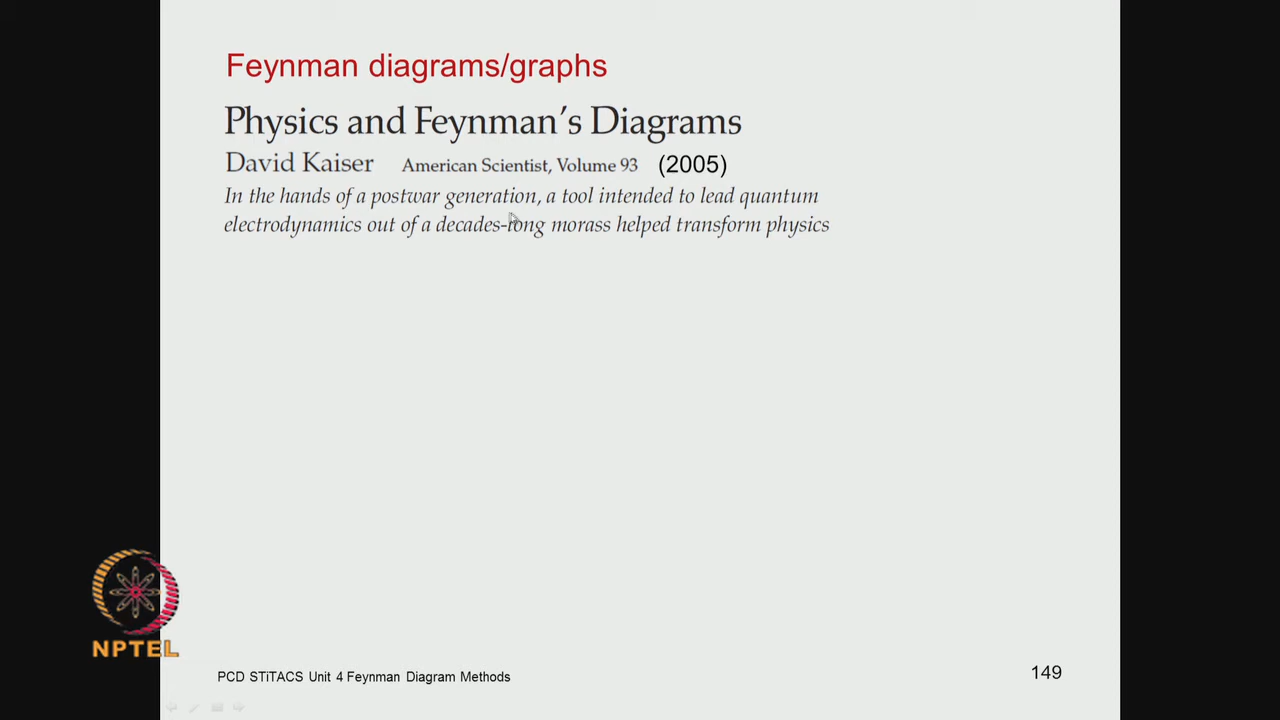 Feynman diagrams/graphs
Physics and Feynman's Diagrams
David Kaiser American Scientist, Volume 93 (2005)
In the hands of a postwar generation, a tool intended to lead quantum
electrodynamics out of a decades-long morass helped transform physics
NPTEL
PCD STiTACS Unit 4 Feynman Diagram Methods 149